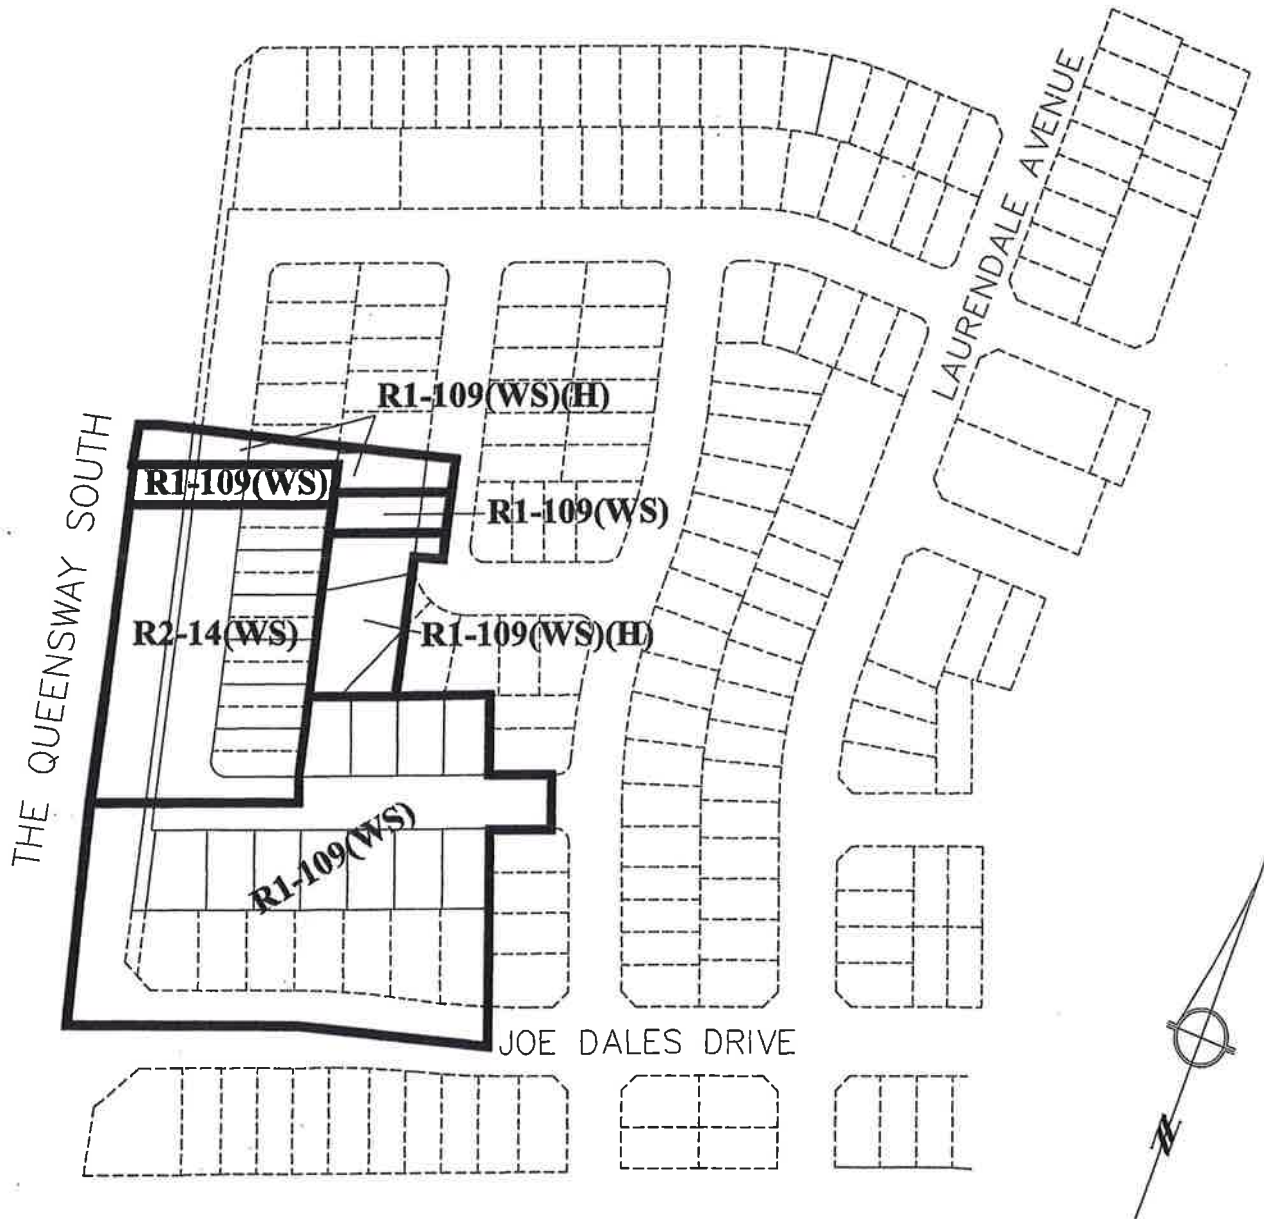 LAURENDALE AVENUE
R1-109(WS)(H)
R1-109(WS)
R1-109(WS)
THE QUEENSWAY SOUTH
R2-14(WS)
R1-109(WS)(H)
R1-109(WS)
JOE DALES DRIVE
N